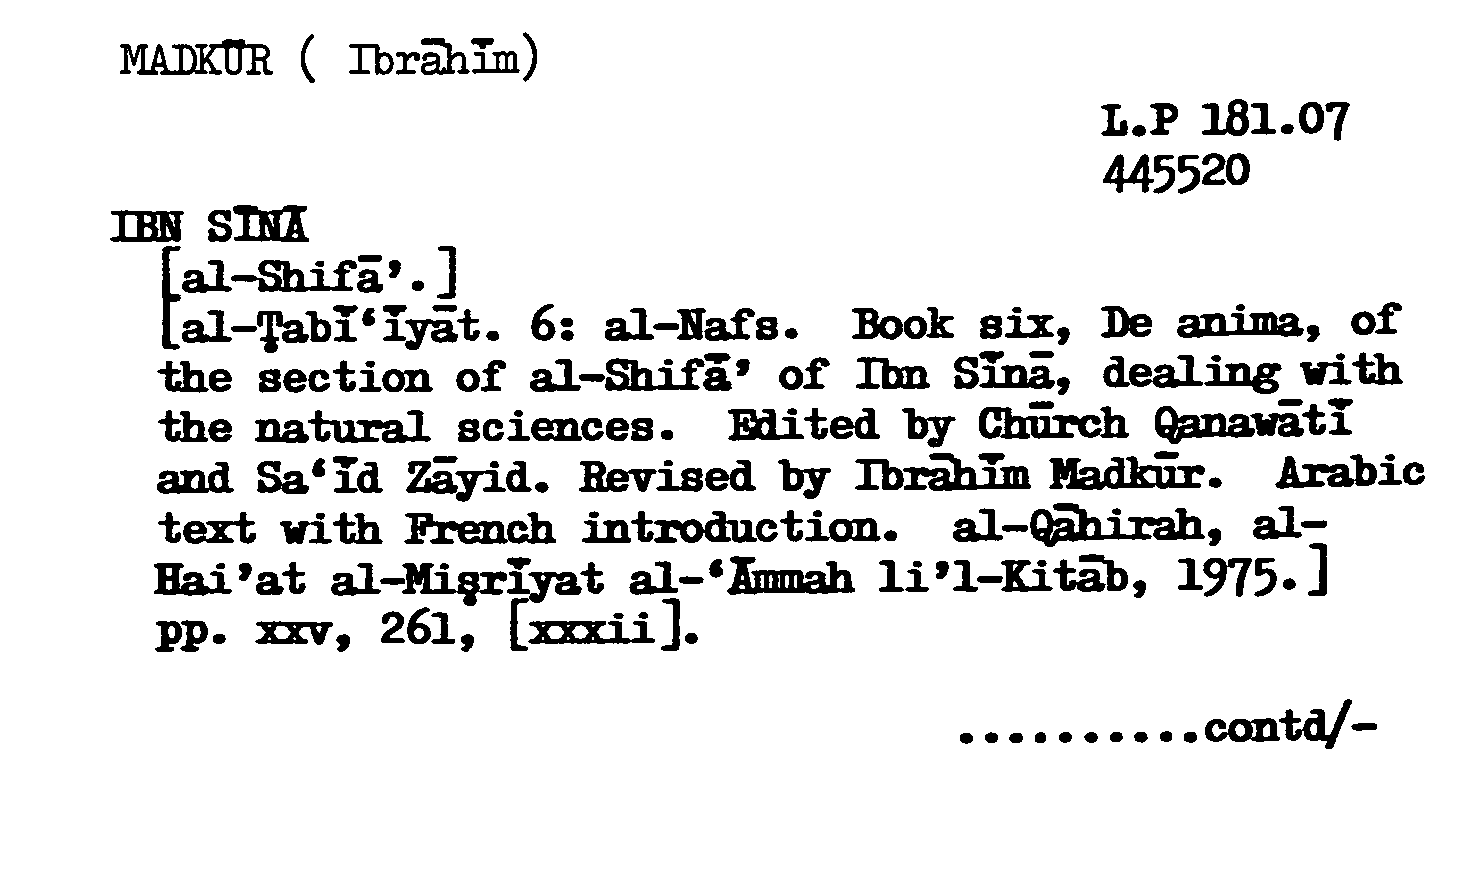 MADKŪR ( Ibrāhīm)
L.P 181.07
445520
IBN SĪNĀ
[al-Shifā’.]
[al-Ṭabī‘īyāt. 6: al-Nafs. Book six, De anima, of
the section of al-Shifā’ of Ibn Sīnā, dealing with
the natural sciences. Edited by Chūrch Qanawātī
and Sa‘īd Zāyid. Revised by Ibrāhīm Madkūr. Arabic
text with French introduction. al-Qāhirah, al-
Hai’at al-Miṣrīyat al-‘Āmmah li’l-Kitāb, 1975.]
pp. xxv, 261, [xxxii].
..........contd/-